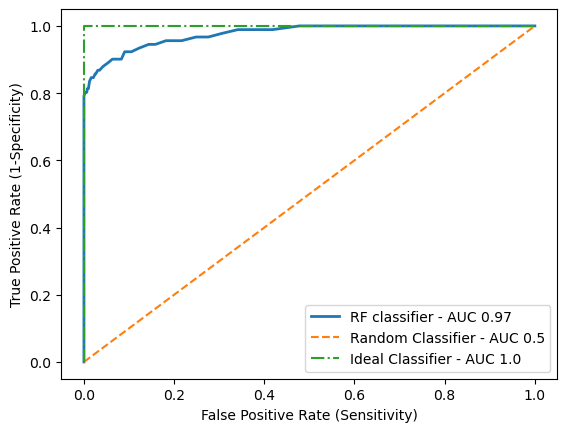 1.0
0.8
0.6
0.4
0.2
0.0
True Positive Rate (1-Specificity)
RF classifier - AUC 0.97
Random Classifier - AUC 0.5
Ideal Classifier - AUC 1.0
0.0 0.2 0.4 0.6 0.8 1.0
False Positive Rate (Sensitivity)